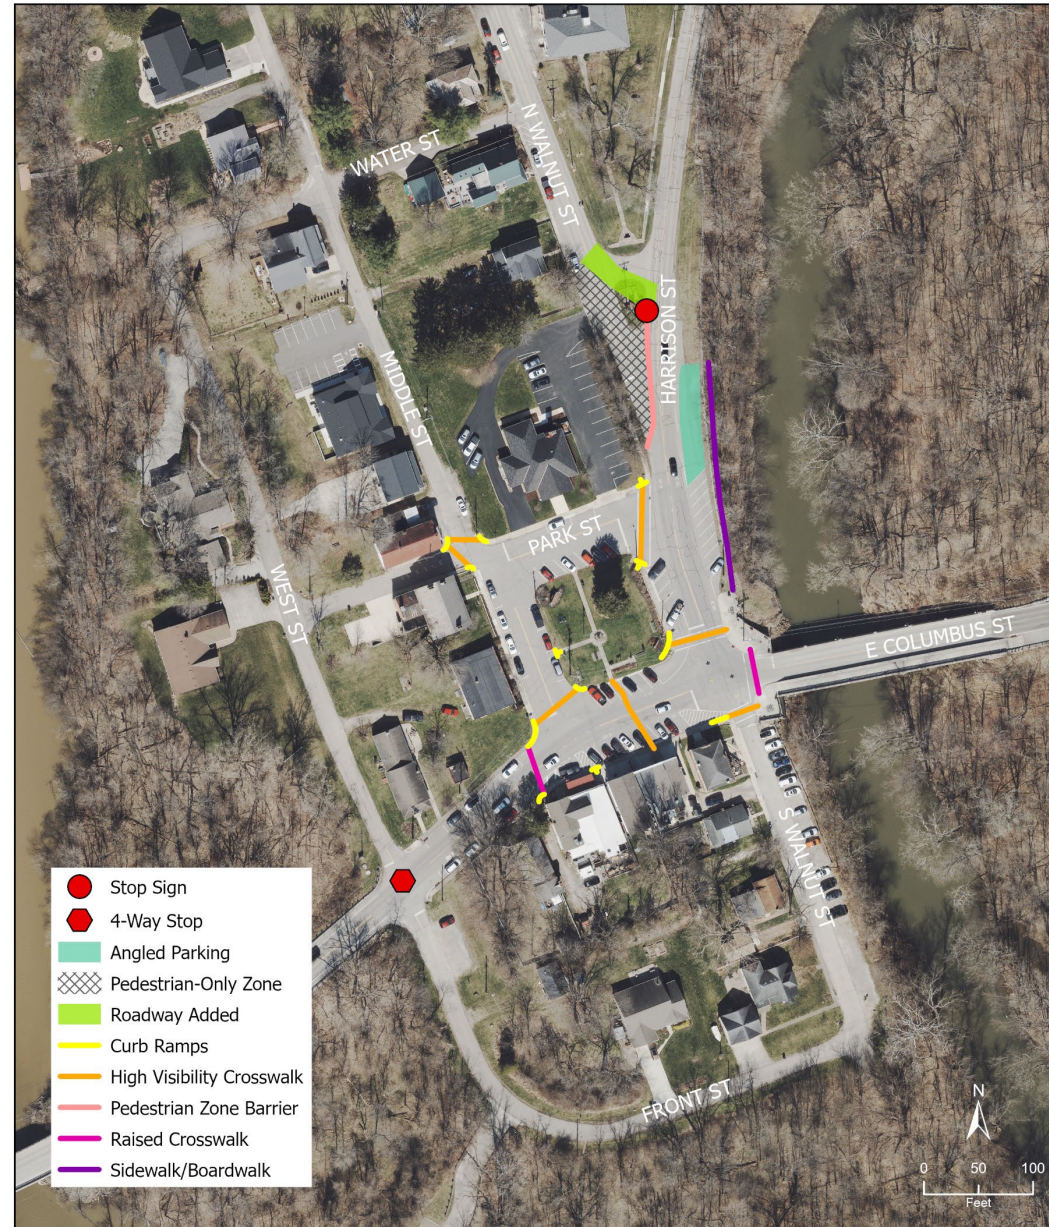 WATER ST
N WALNUT ST
HARRISON ST
MIDDLE ST
PARK ST
WEST ST
E COLUMBUS ST
S WALNUT ST
FRONT ST
Stop Sign
4-Way Stop
Angled Parking
Pedestrian-Only Zone
Roadway Added
Curb Ramps
High Visibility Crosswalk
Pedestrian Zone Barrier
Raised Crosswalk
Sidewalk/Boardwalk
N
0 50 100
Feet